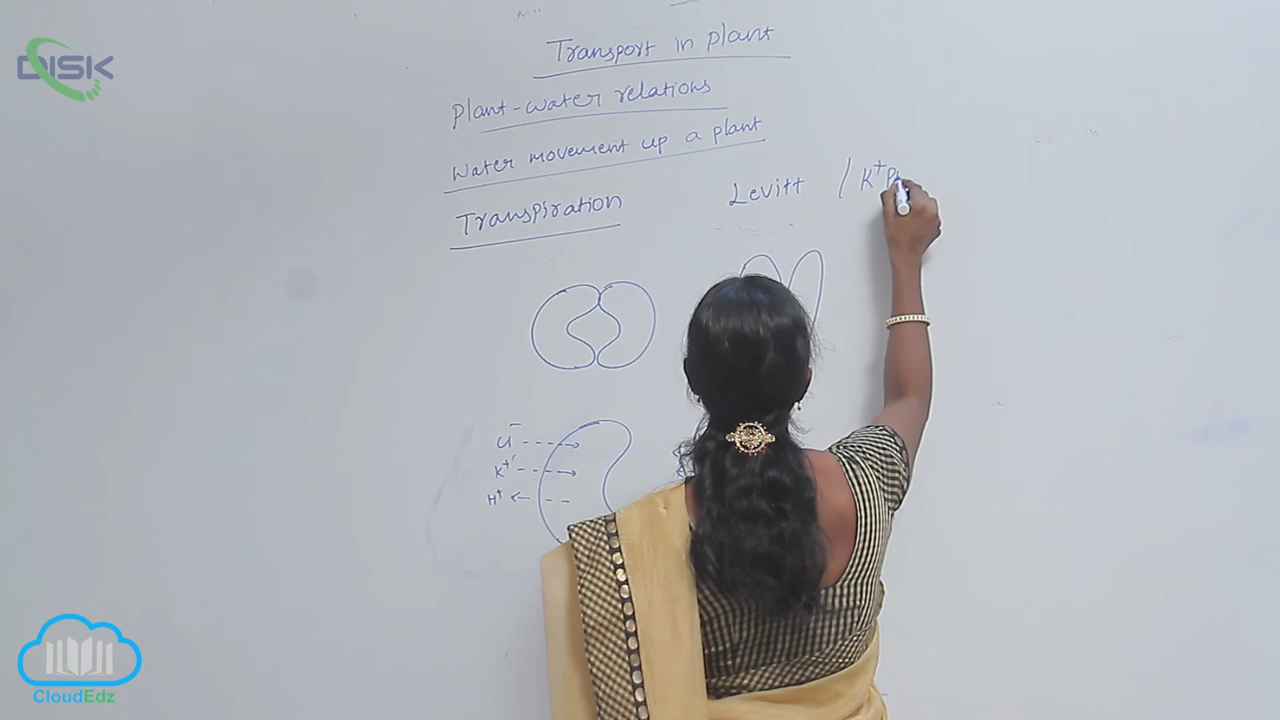 DISK
Transport in plant
Plant-water relations
Water movement up a plant
Levitt / K⁺P
Transpiration
Cl⁻
K⁺
H⁺
CloudEdz